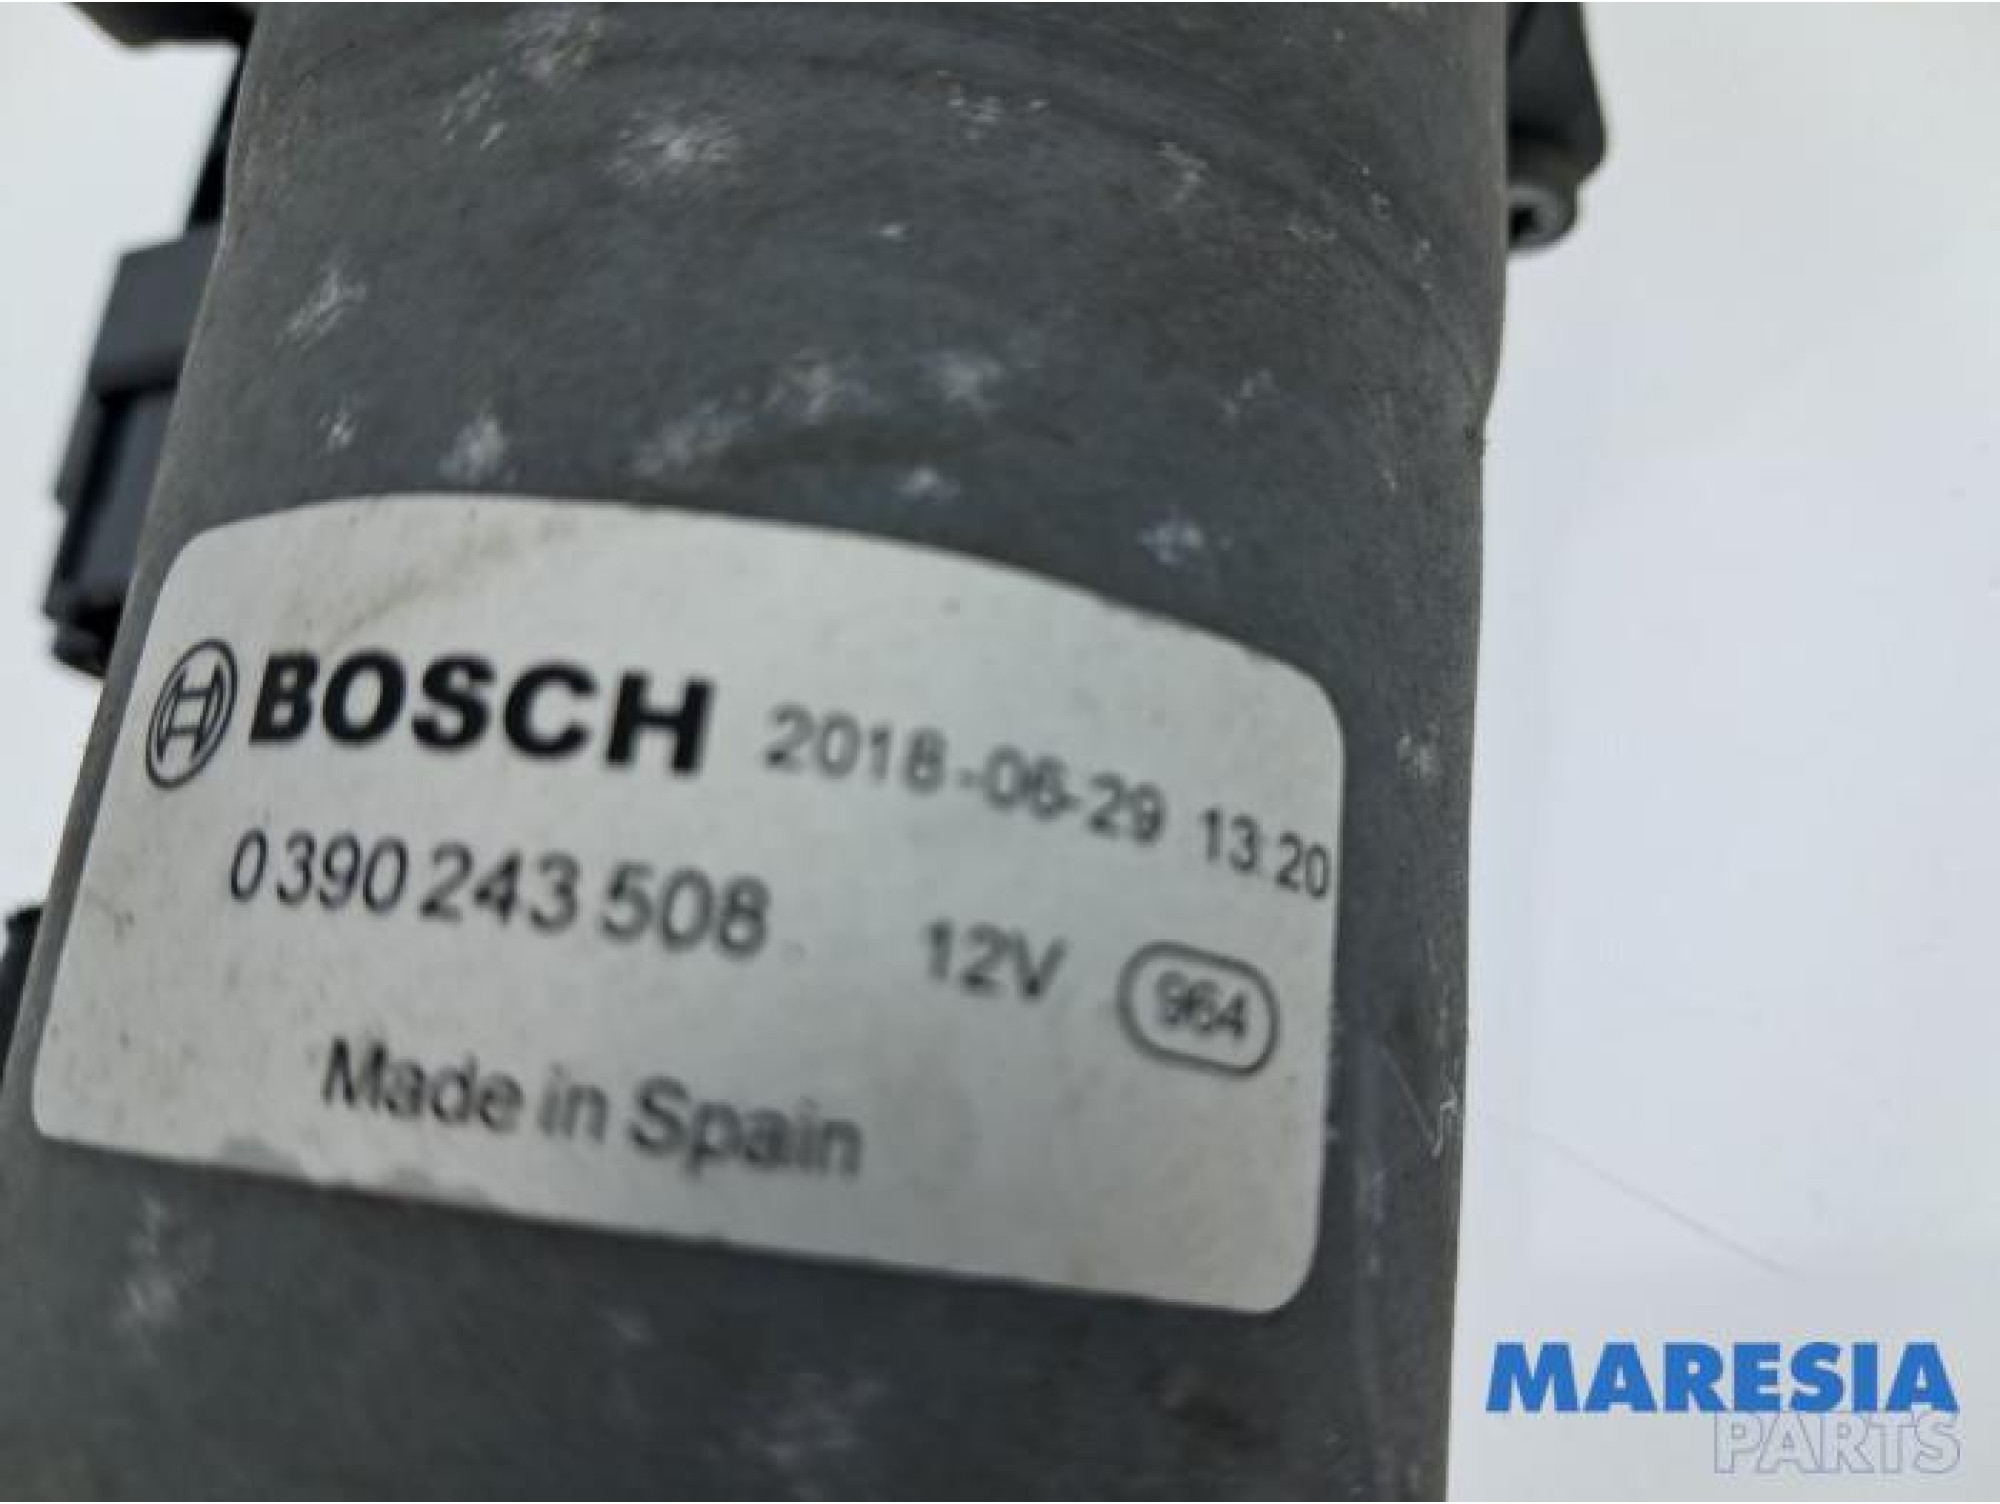 BOSCH 2018-06-29 13:20
0 390 243 508 12V 964
Made in Spain
MARESIA
PARTS